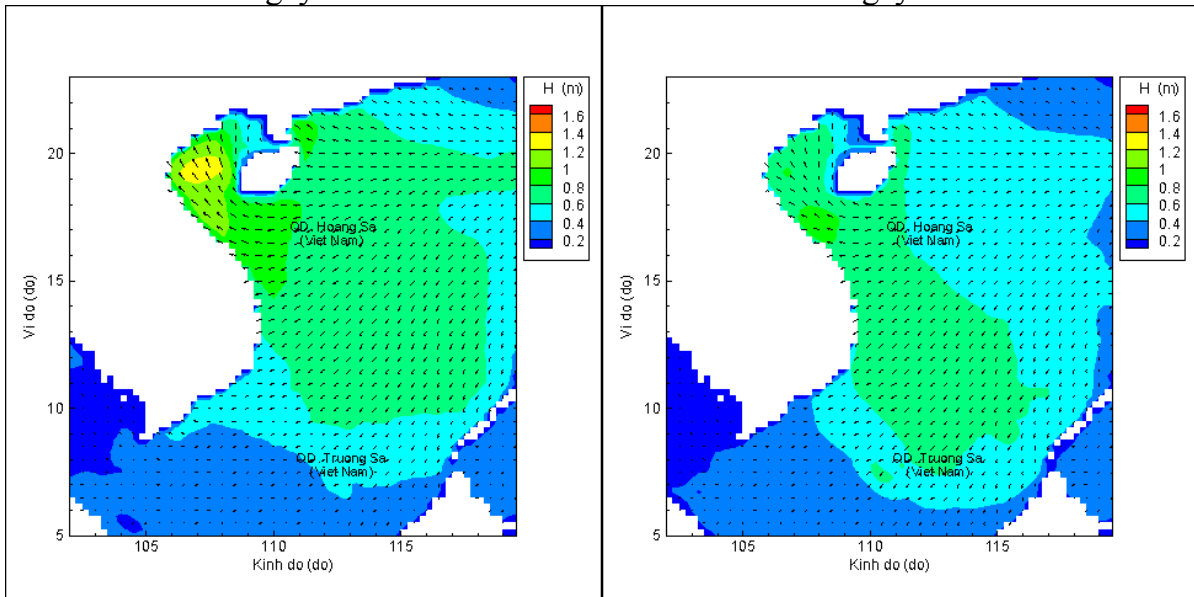 H (m)
1.6
1.4
1.2
1
0.8
0.6
0.4
0.2
20
15
10
5
Vi do (do)
QD. Hoang Sa
(Viet Nam)
QD. Truong Sa
(Viet Nam)
105
110
115
Kinh do (do)
H (m)
1.6
1.4
1.2
1
0.8
0.6
0.4
0.2
20
15
10
5
Vi do (do)
QD. Hoang Sa
(Viet Nam)
QD. Truong Sa
(Viet Nam)
105
110
115
Kinh do (do)